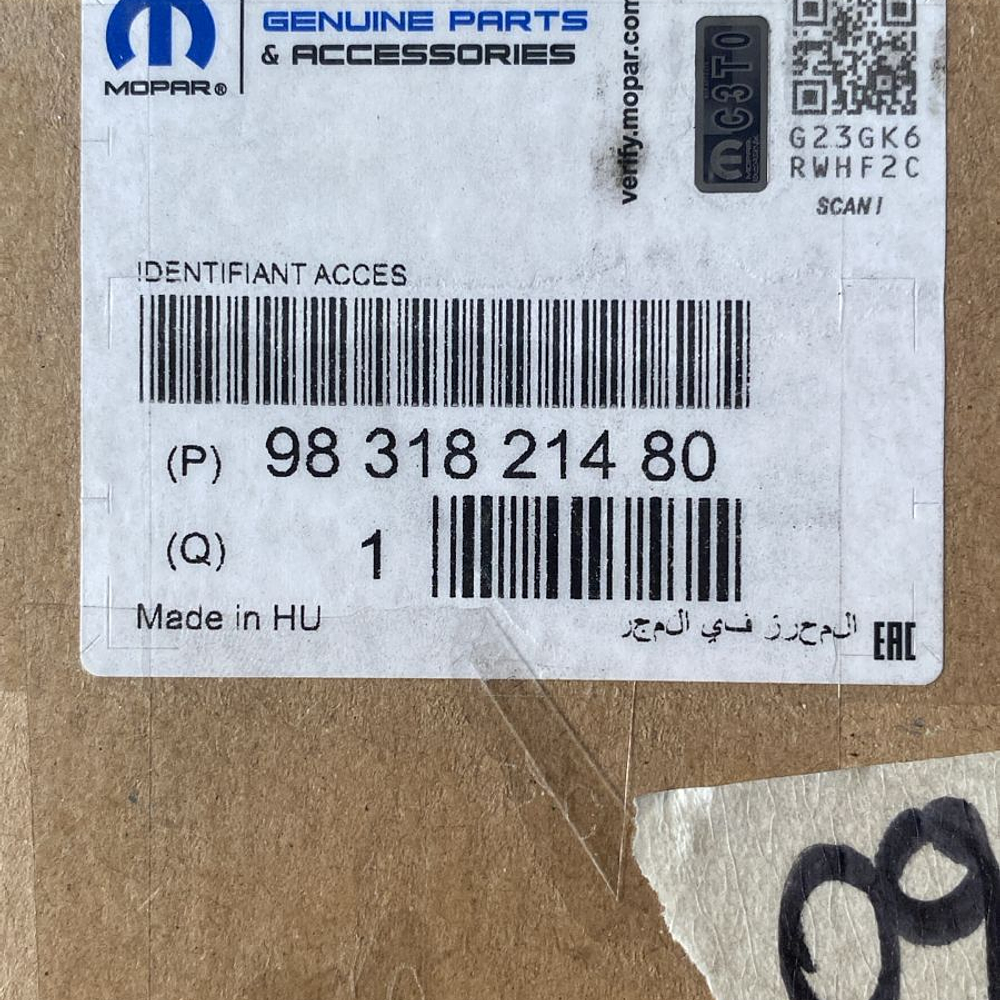 GENUINE PARTS
& ACCESSORIES
MOPAR®
verify.mopar.com
C3T0
G23GK6
RWHF2C
SCAN!
IDENTIFIANT ACCES
(P) 98 318 214 80
(Q) 1
Made in HU
المحرز في المجر
EAC